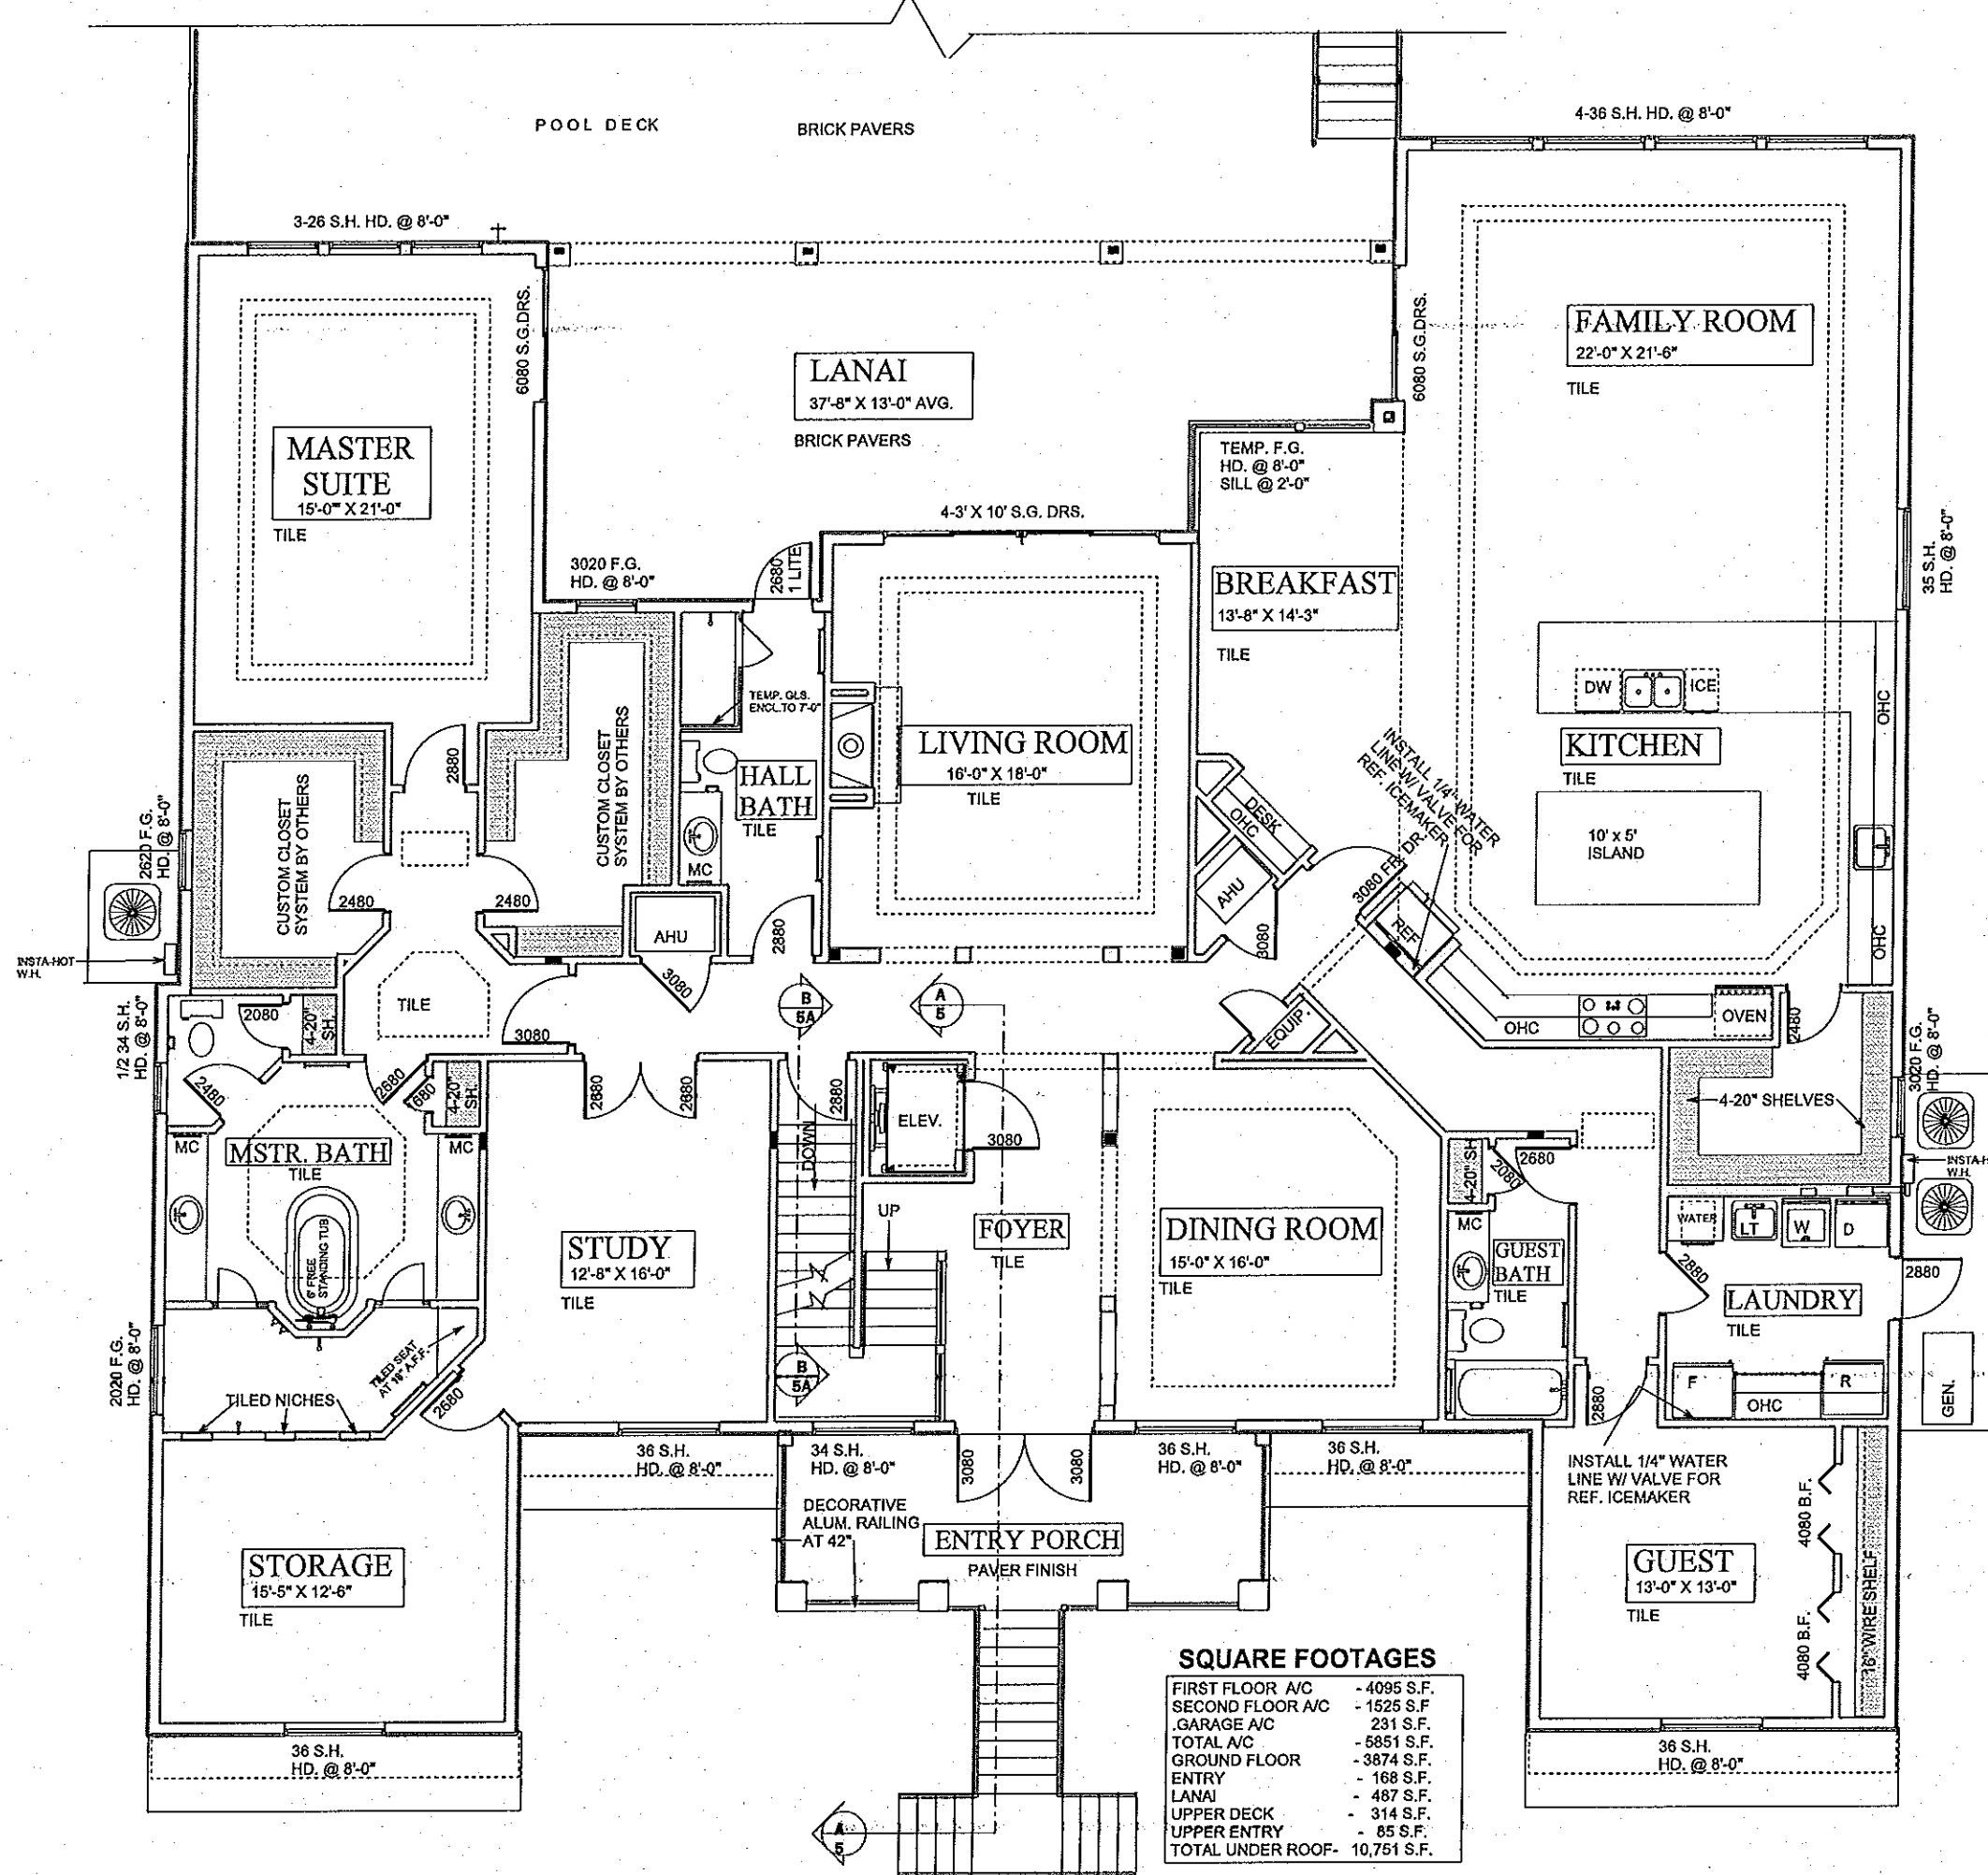 POOL DECK
BRICK PAVERS
4-36 S.H. HD. @ 8'-0"
3-26 S.H. HD. @ 8'-0"
6080 S.G.DRS.
LANAI
37'-8" X 13'-0" AVG.
BRICK PAVERS
6080 S.G.DRS.
FAMILY ROOM
22'-0" X 21'-6"
TILE
MASTER
SUITE
15'-0" X 21'-0"
TILE
TEMP. F.G.
HD. @ 8'-0"
SILL @ 2'-0"
4-3' X 10' S.G. DRS.
3020 F.G.
HD. @ 8'-0"
2680
1 LITE
BREAKFAST
13'-8" X 14'-3"
TILE
35 S.H.
HD. @ 8'-0"
TEMP. GLS.
ENCL.TO 7'-0"
DW
ICE
OHC
KITCHEN
TILE
LIVING ROOM
16'-0" X 18'-0"
TILE
HALL
BATH
TILE
MC
2880
CUSTOM CLOSET
SYSTEM BY OTHERS
CUSTOM CLOSET
SYSTEM BY OTHERS
2620 F.G.
HD. @ 8'-0"
INSTALL 1/4" WATER
LINE W/ VALVE FOR
REF. ICEMAKER
DESK
OHC
3080 FR. DR.
10' x 5'
ISLAND
AHU
REF
OHC
2480
2480
AHU
2880
3080
3080
INSTA-HOT
W.H.
TILE
3080
B
5A
A
5
EQUIP.
OHC
OVEN
2480
2080
4-20"
SH.
1/2 34 S.H.
HD. @ 8'-0"
2480
2680
1680
4-20"
SH.
2680
2680
2880
DOWN
ELEV.
3080
3020 F.G.
HD. @ 8'-0"
4-20" SHELVES
MC
MSTR. BATH
TILE
MC
4-20" SH
2080
2680
INSTA-H
W.H.
6' FREE
STANDING TUB
STUDY
12'-8" X 16'-0"
TILE
UP
FOYER
TILE
DINING ROOM
15'-0" X 16'-0"
TILE
MC
GUEST
BATH
TILE
WATER
LT
W
D
2880
2880
LAUNDRY
TILE
2020 F.G.
HD. @ 8'-0"
TILED SEAT
AT 18" A.F.F.
TILED NICHES
2680
B
5A
2880
F
OHC
R
GEN.
36 S.H.
HD. @ 8'-0"
34 S.H.
HD. @ 8'-0"
3080
3080
36 S.H.
HD. @ 8'-0"
36 S.H.
HD. @ 8'-0"
INSTALL 1/4" WATER
LINE W/ VALVE FOR
REF. ICEMAKER
DECORATIVE
ALUM. RAILING
AT 42"
ENTRY PORCH
PAVER FINISH
STORAGE
15'-5" X 12'-6"
TILE
GUEST
13'-0" X 13'-0"
TILE
4080 B.F.
4080 B.F.
16" WIRE SHELF
36 S.H.
HD. @ 8'-0"
36 S.H.
HD. @ 8'-0"
A
5
SQUARE FOOTAGES
FIRST FLOOR A/C - 4095 S.F.
SECOND FLOOR A/C - 1525 S.F
.GARAGE A/C 231 S.F.
TOTAL A/C - 5851 S.F.
GROUND FLOOR - 3874 S.F.
ENTRY - 168 S.F.
LANAI - 487 S.F.
UPPER DECK - 314 S.F.
UPPER ENTRY - 85 S.F.
TOTAL UNDER ROOF- 10,751 S.F.